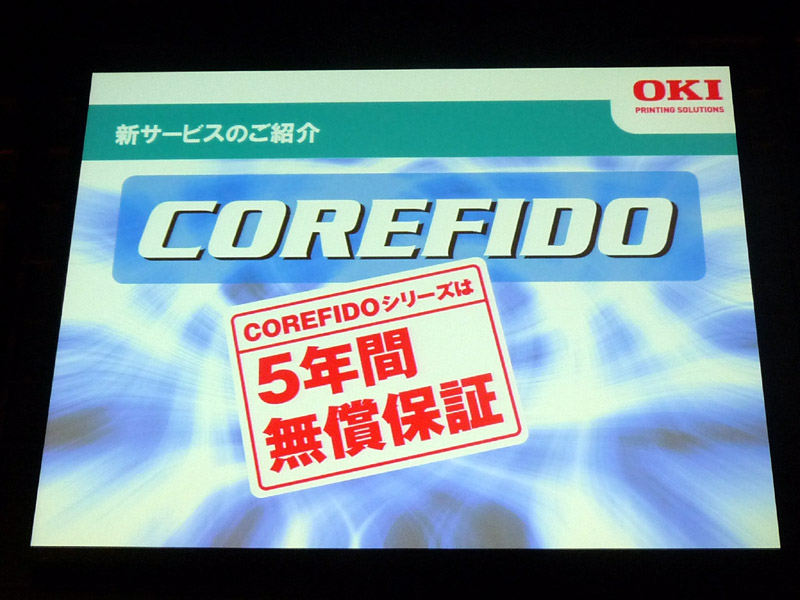 OKI
PRINTING SOLUTIONS
新サービスのご紹介
COREFIDO
COREFIDOシリーズは
5年間
無償保証